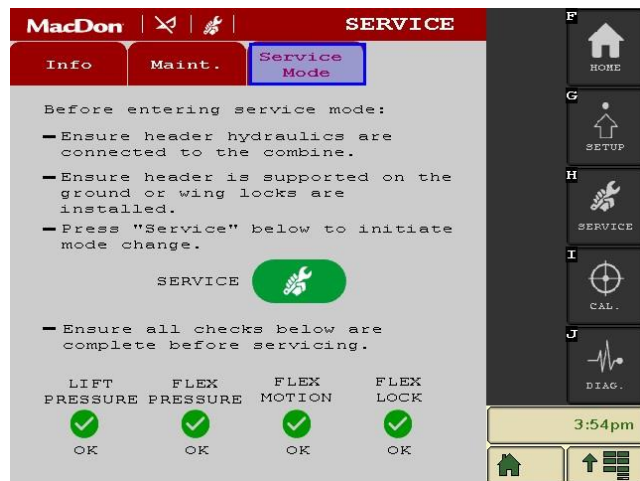 MacDon SERVICE
Info Maint. Service Mode
Before entering service mode:
– Ensure header hydraulics are
connected to the combine.
– Ensure header is supported on the
ground or wing locks are
installed.
– Press "Service" below to initiate
mode change.
SERVICE
– Ensure all checks below are
complete before servicing.
LIFT PRESSURE
FLEX PRESSURE
FLEX MOTION
FLEX LOCK
OK OK OK OK
F
HOME
G
SETUP
H
SERVICE
I
CAL.
J
DIAG.
3:54pm